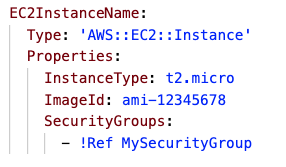 EC2InstanceName:
  Type: 'AWS::EC2::Instance'
  Properties:
    InstanceType: t2.micro
    ImageId: ami-12345678
    SecurityGroups:
      - !Ref MySecurityGroup